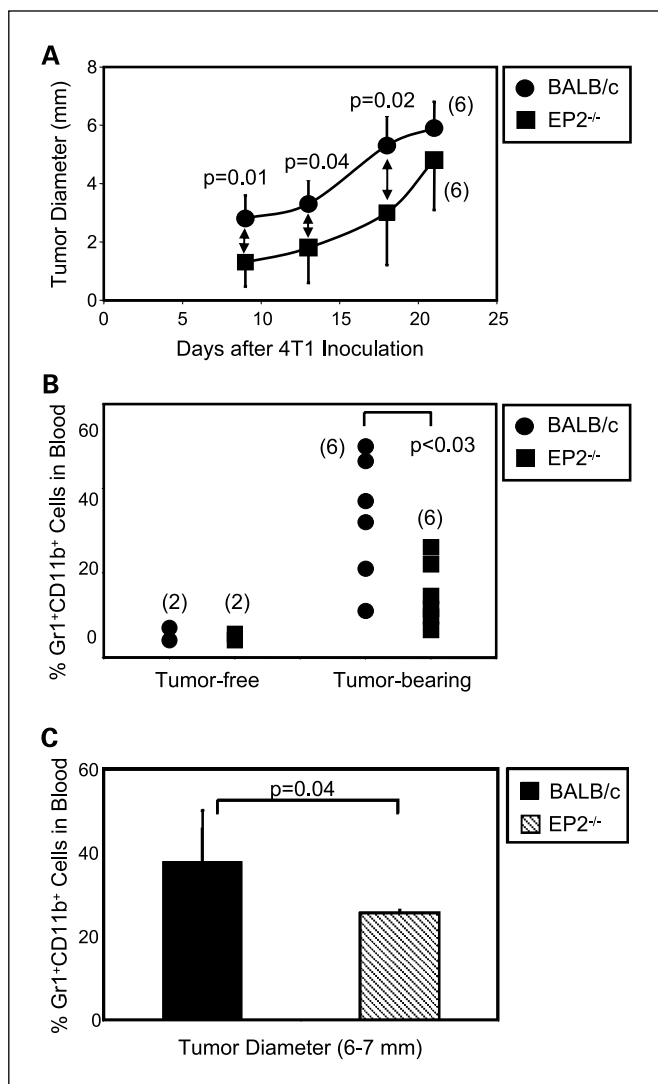 A
Tumor Diameter (mm)
8
6
4
2
0
p=0.01
p=0.04
p=0.02
(6)
(6)
0 5 10 15 20 25
Days after 4T1 Inoculation
BALB/c
EP2-/-
B
% Gr1+CD11b+ Cells in Blood
60
40
20
0
(2) (2)
(6)
p<0.03
(6)
Tumor-free Tumor-bearing
BALB/c
EP2-/-
C
% Gr1+CD11b+ Cells in Blood
60
40
20
0
p=0.04
Tumor Diameter (6-7 mm)
BALB/c
EP2-/-